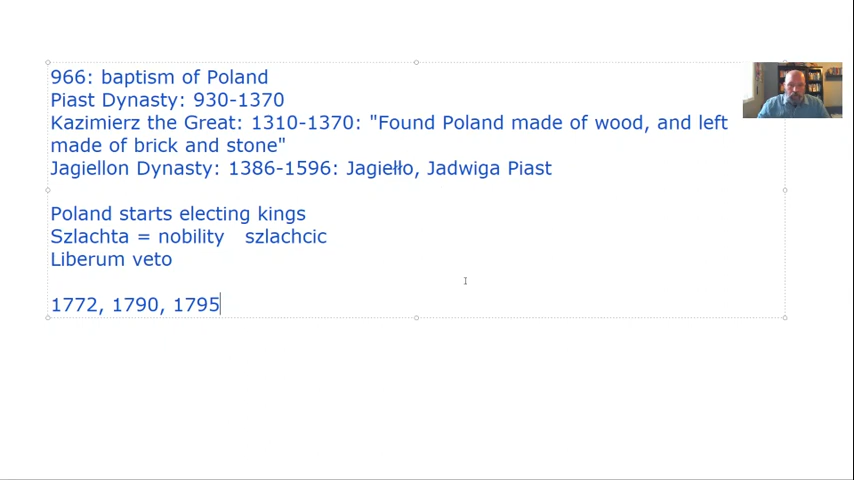 966: baptism of Poland
Piast Dynasty: 930-1370
Kazimierz the Great: 1310-1370: "Found Poland made of wood, and left
made of brick and stone"
Jagiellon Dynasty: 1386-1596: Jagiełło, Jadwiga Piast
Poland starts electing kings
Szlachta = nobility   szlachcic
Liberum veto
1772, 1790, 1795